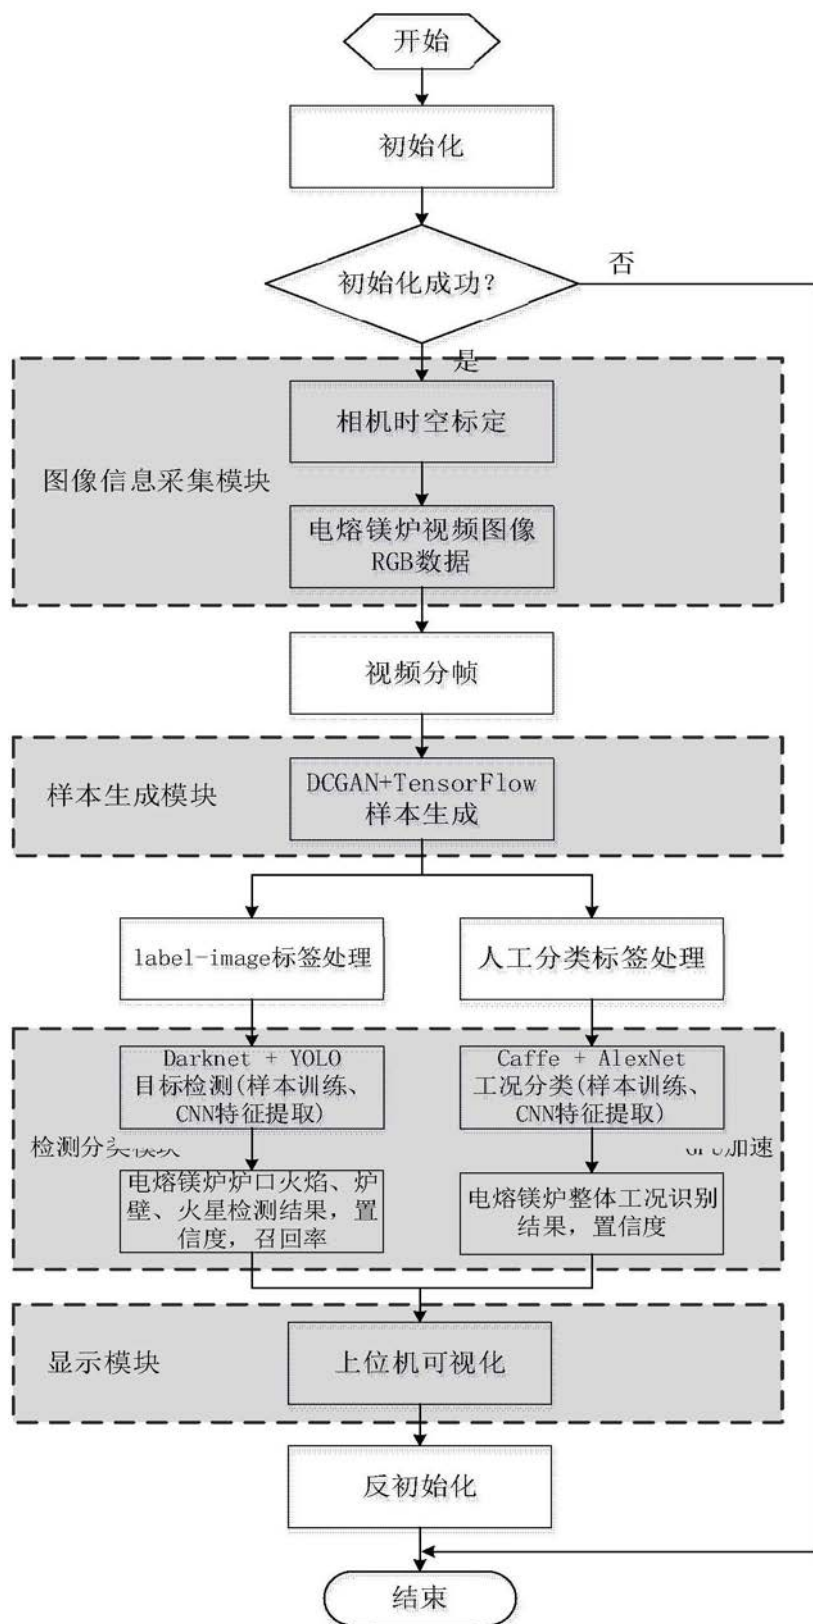 开始
初始化
初始化成功?
否
是
相机时空标定
图像信息采集模块
电熔镁炉视频图像
RGB数据
视频分帧
样本生成模块
DCGAN+TensorFlow
样本生成
label-image标签处理
人工分类标签处理
Darknet + YOLO
目标检测(样本训练、
CNN特征提取)
Caffe + AlexNet
工况分类(样本训练、
CNN特征提取)
检测分类模块
GPU加速
电熔镁炉炉口火焰、炉
壁、火星检测结果，置
信度，召回率
电熔镁炉整体工况识别
结果，置信度
显示模块
上位机可视化
反初始化
结束